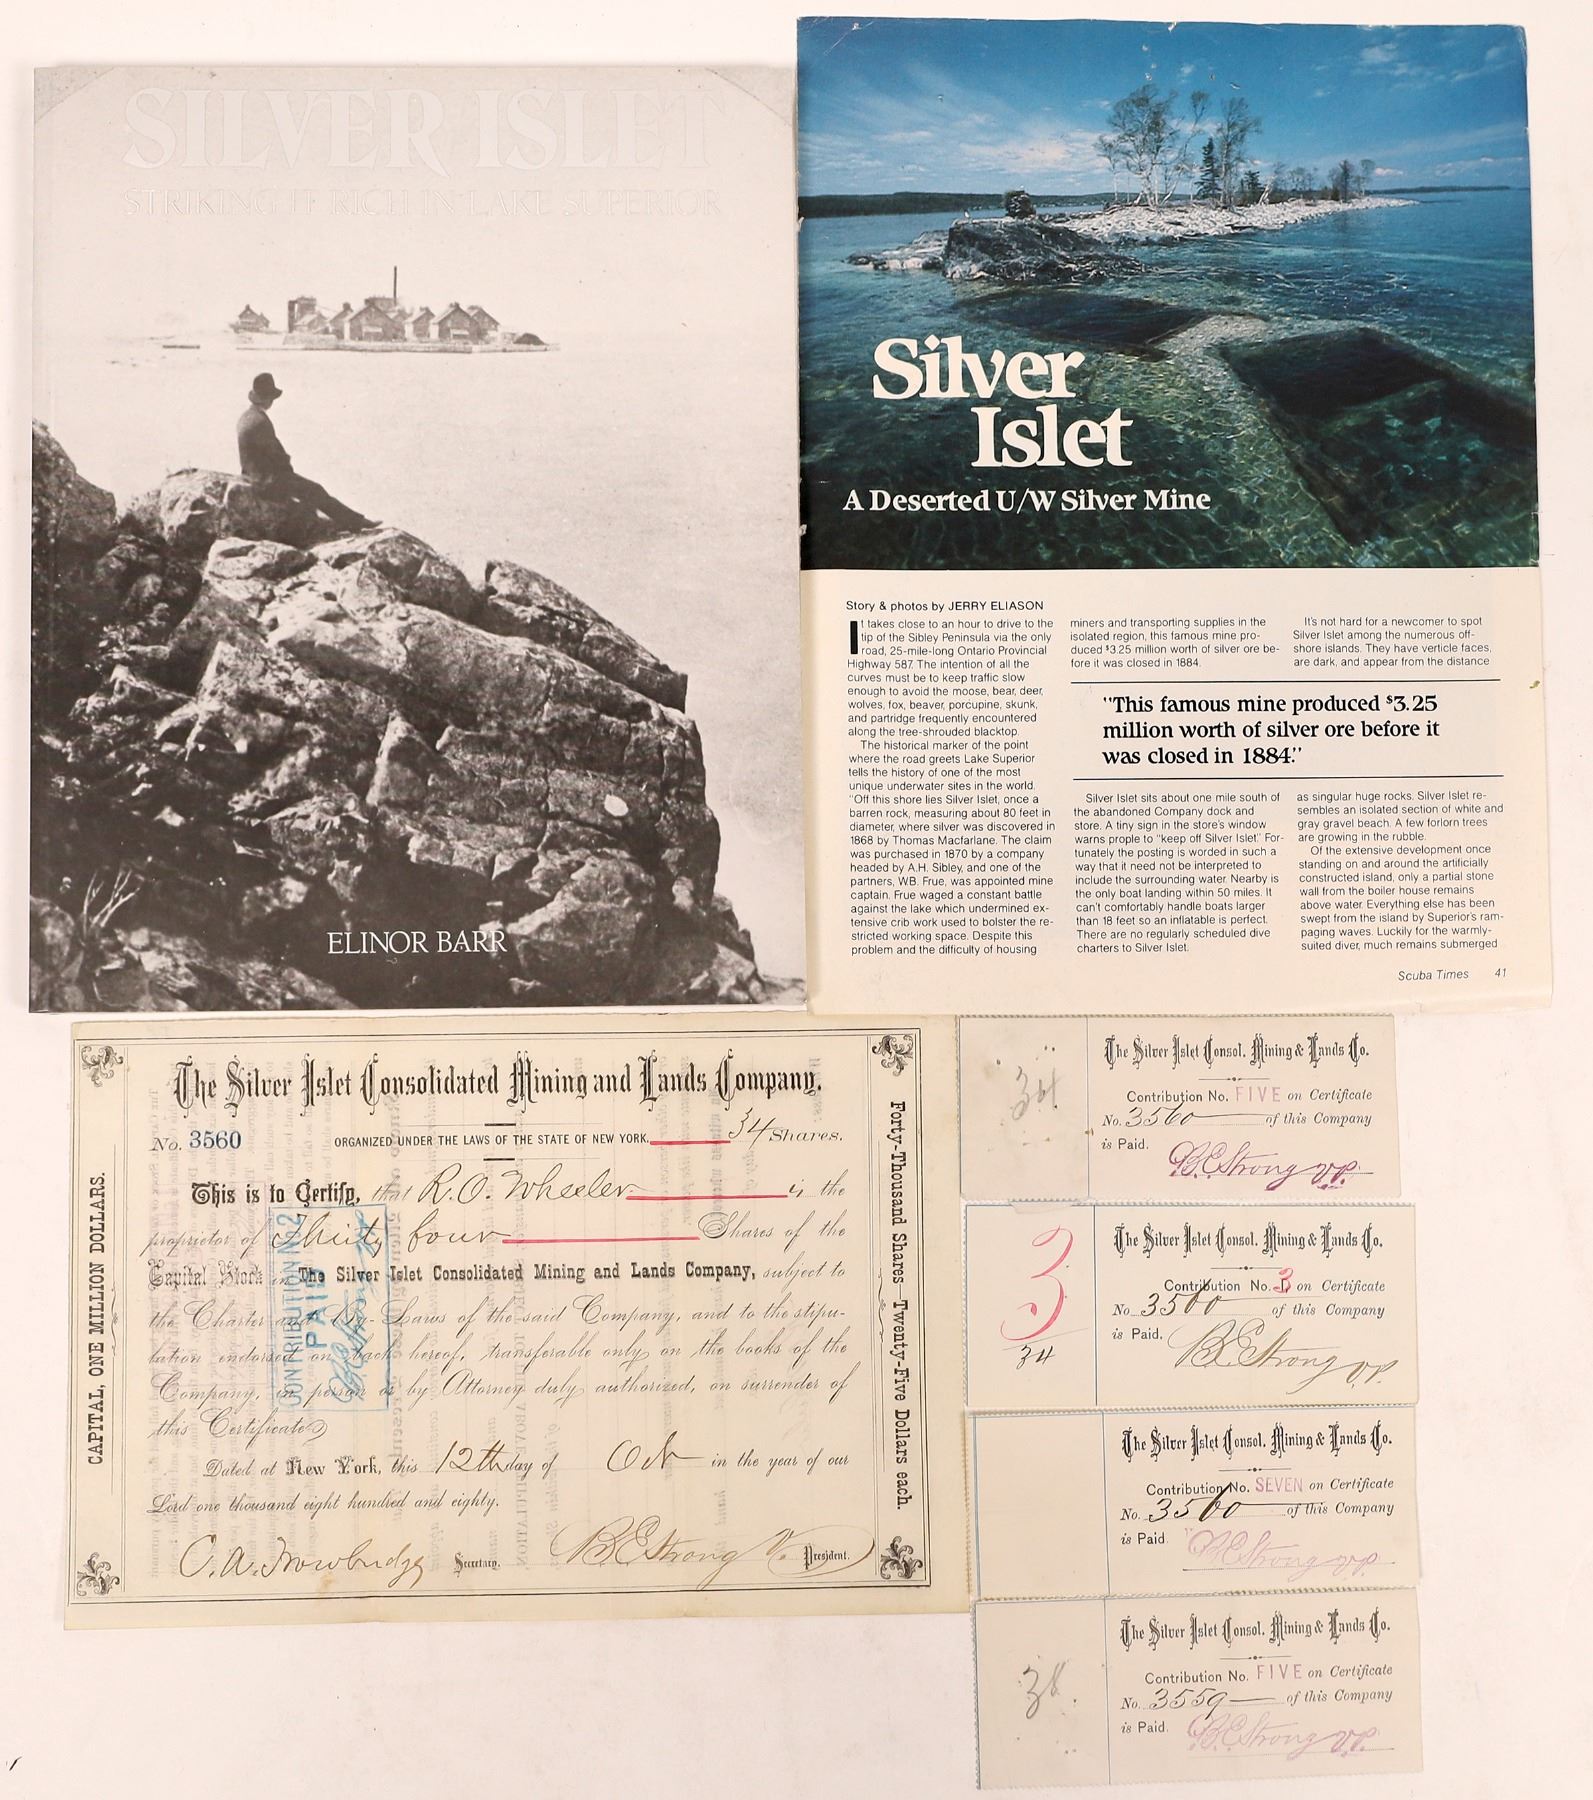 SILVER ISLET
STRIKING IT RICH IN LAKE SUPERIOR
ELINOR BARR
Silver
Islet
A Deserted U/W Silver Mine
Story & photos by JERRY ELIASON
It takes close to an hour to drive to the
tip of the Sibley Peninsula via the only
road, 25-mile-long Ontario Provincial
Highway 587. The intention of all the
curves must be to keep traffic slow
enough to avoid the moose, bear, deer,
wolves, fox, beaver, porcupine, skunk,
and partridge frequently encountered
along the tree-shrouded blacktop.
The historical marker of the point
where the road greets Lake Superior
tells the history of one of the most
unique underwater sites in the world.
"Off this shore lies Silver Islet, once a
barren rock, measuring about 80 feet in
diameter, where silver was discovered in
1868 by Thomas Macfarlane. The claim
was purchased in 1870 by a company
headed by A.H. Sibley, and one of the
partners, W.B. Frue, was appointed mine
captain. Frue waged a constant battle
against the lake which undermined ex-
tensive crib work used to bolster the re-
stricted working space. Despite this
problem and the difficulty of housing
miners and transporting supplies in the
isolated region, this famous mine pro-
duced $3.25 million worth of silver ore be-
fore it was closed in 1884.
It's not hard for a newcomer to spot
Silver Islet among the numerous off-
shore islands. They have verticle faces,
are dark, and appear from the distance
"This famous mine produced $3.25
million worth of silver ore before it
was closed in 1884."
Silver Islet sits about one mile south of
the abandoned Company dock and
store. A tiny sign in the store's window
warns prople to "keep off Silver Islet." For-
tunately the posting is worded in such a
way that it need not be interpreted to
include the surrounding water. Nearby is
the only boat landing within 50 miles. It
can't comfortably handle boats larger
than 18 feet so an inflatable is perfect.
There are no regularly scheduled dive
charters to Silver Islet.
as singular huge rocks. Silver Islet re-
sembles an isolated section of white and
gray gravel beach. A few forlorn trees
are growing in the rubble.
Of the extensive development once
standing on and around the artificially
constructed island, only a partial stone
wall from the boiler house remains
above water. Everything else has been
swept from the island by Superior's ram-
paging waves. Luckily for the warmly-
suited diver, much remains submerged
Scuba Times 41
The Silver Islet Consolidated Mining and Lands Company.
No. 3560 ORGANIZED UNDER THE LAWS OF THE STATE OF NEW YORK. 34 Shares.
This is to Certify, that R. O. Wheeler is the
proprietor of Thirty four Shares of the
Capital Stock in The Silver Islet Consolidated Mining and Lands Company, subject to
the Charter and By-Laws of the said Company, and to the stipu-
lation endorsed on back hereof, transferable only on the books of the
Company, in person or by Attorney duly authorized, on surrender of
this Certificate
Dated at New York, this 12th day of Oct in the year of our
Lord one thousand eight hundred and eighty.
C. A. Trowbridge Secretary. B E Strong V. President.
CAPITAL, ONE MILLION DOLLARS.
Forty-Thousand Shares Twenty-Five Dollars each.
CONTRIBUTION No 2
PAID
B E Strong
34
The Silver Islet Consol. Mining & Lands Co.
Contribution No. FIVE on Certificate
No. 3560 of this Company
is Paid. B E Strong V.P.
3
34
The Silver Islet Consol. Mining & Lands Co.
Contribution No. 3 on Certificate
No. 3560 of this Company
is Paid. B E Strong V.P.
The Silver Islet Consol. Mining & Lands Co.
Contribution No. SEVEN on Certificate
No. 3560 of this Company
is Paid B E Strong V.P.
38
The Silver Islet Consol. Mining & Lands Co.
Contribution No. FIVE on Certificate
No. 3559 of this Company
is Paid. B E Strong V.P.